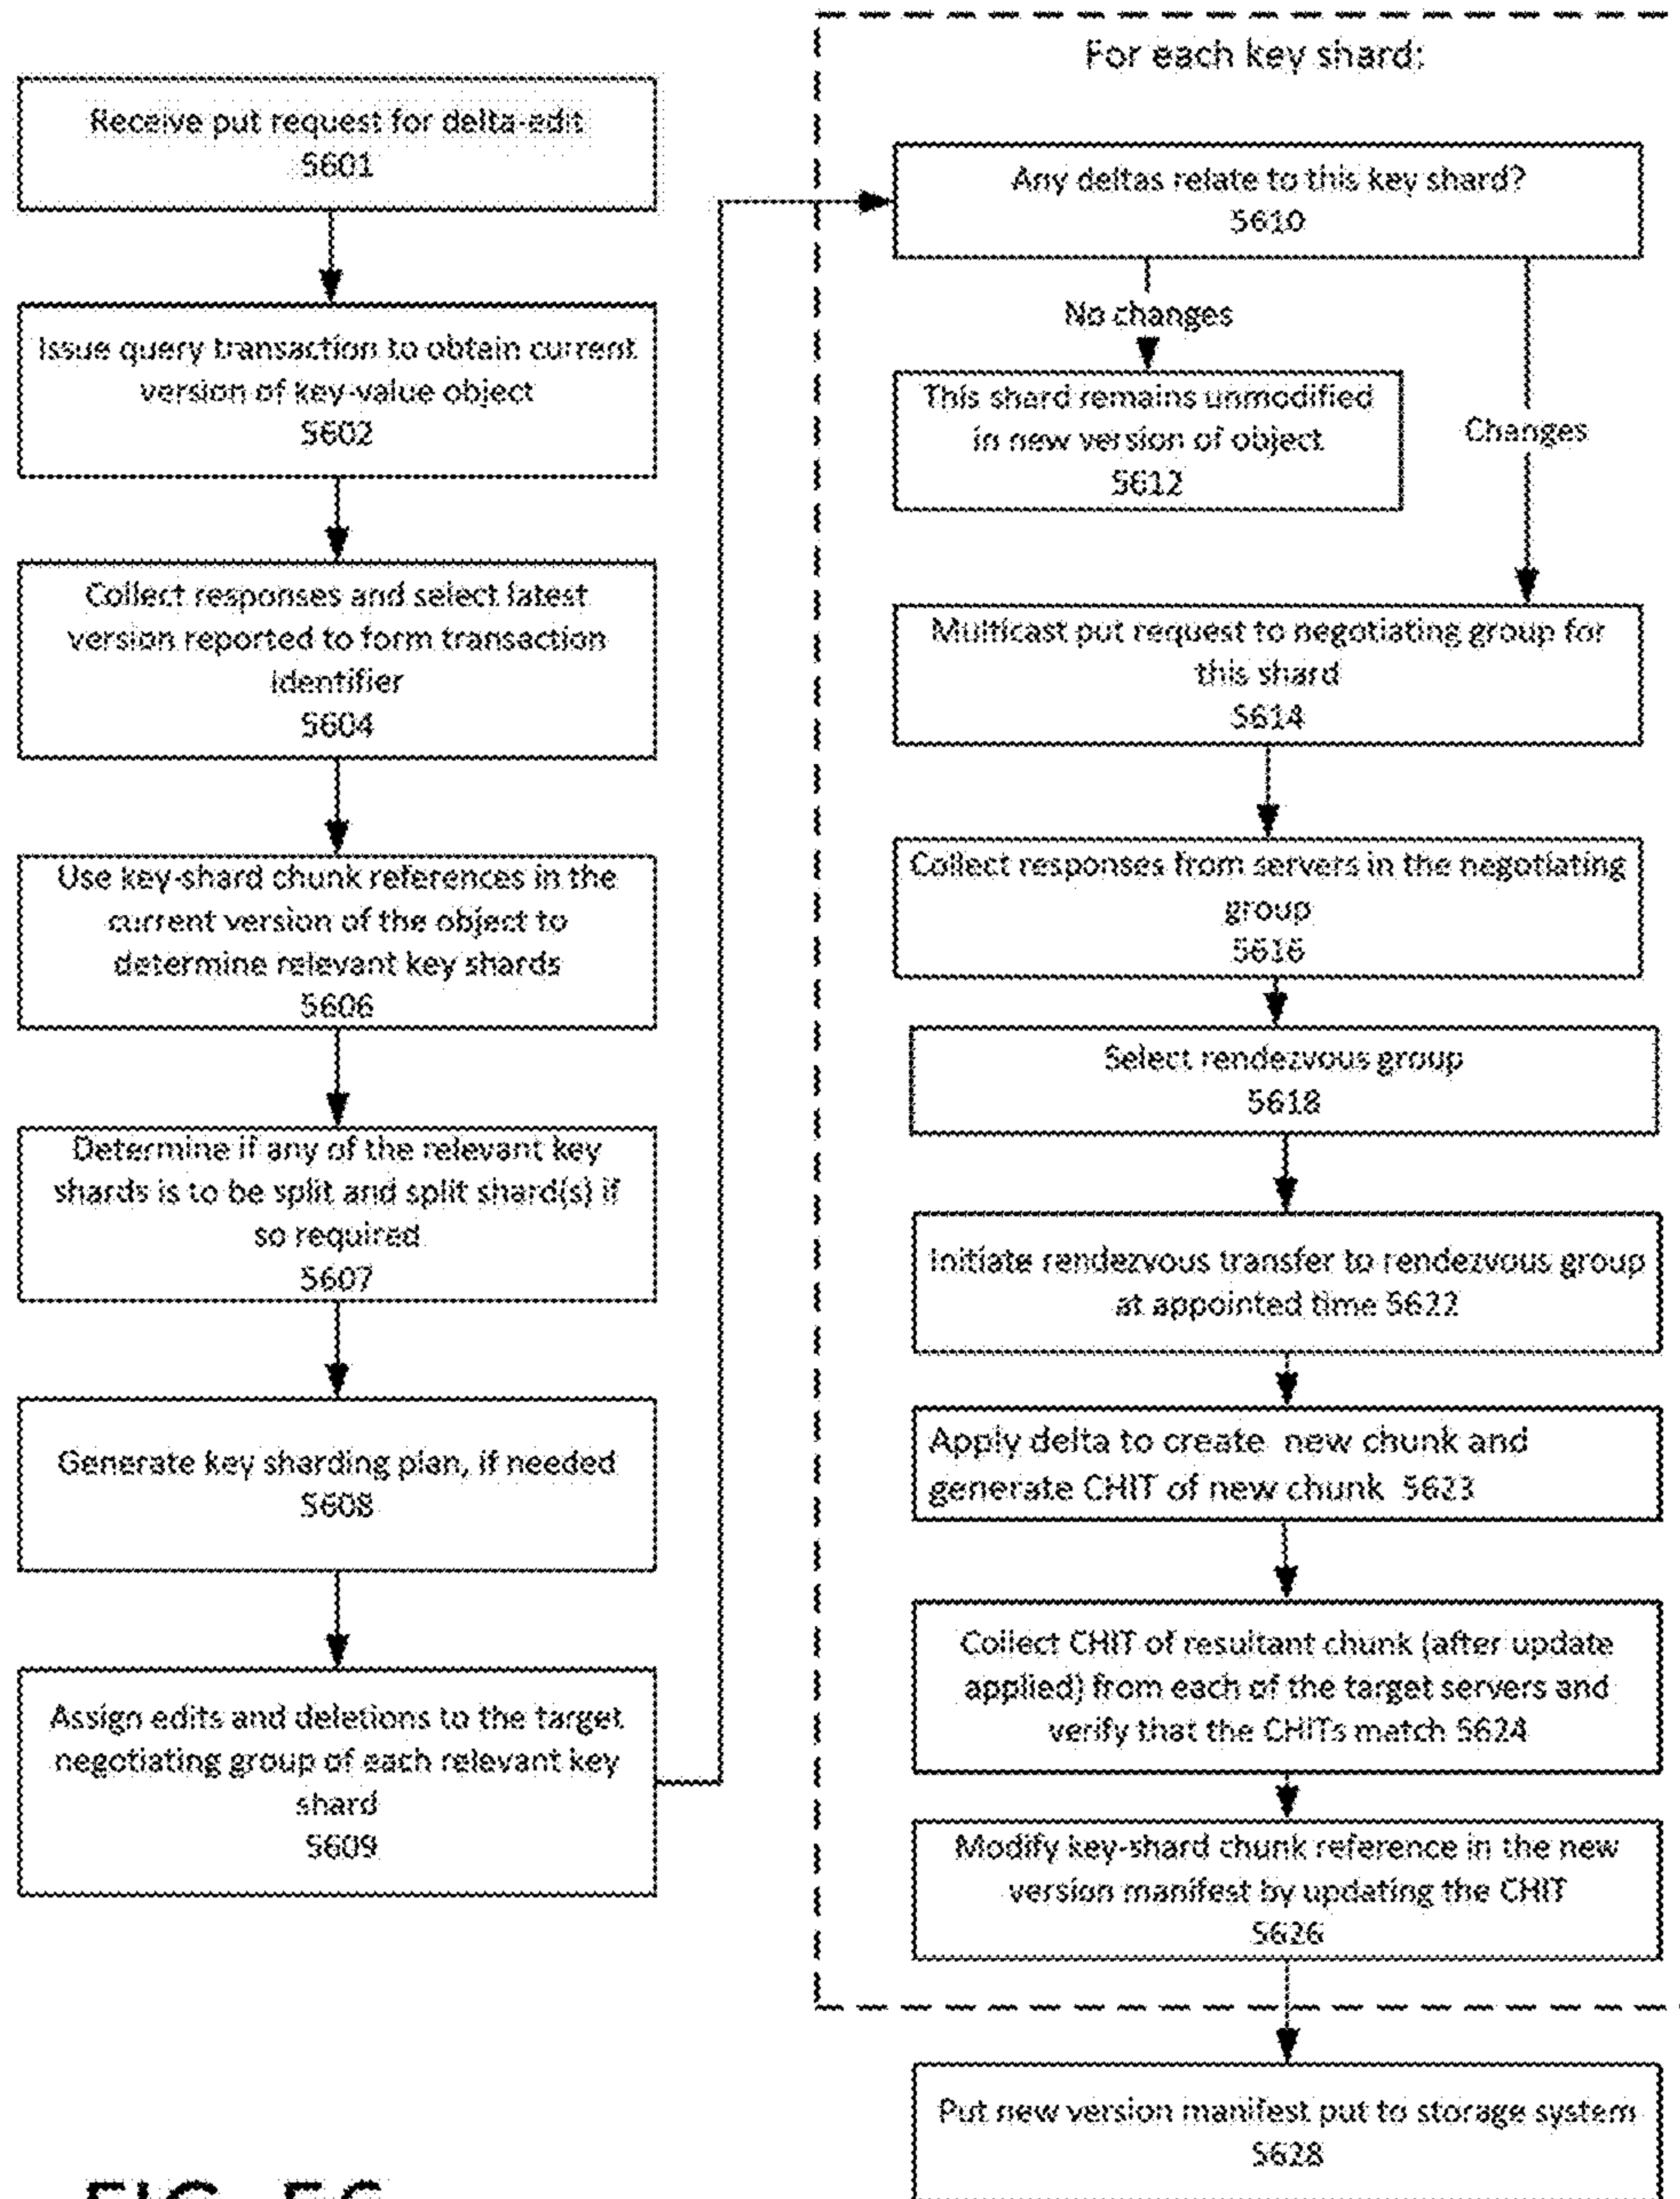 Receive put request for delta-edit
5601
Issue query transaction to obtain current
version of key-value object
5602
Collect responses and select latest
version reported to form transaction
identifier
5604
Use key-shard chunk references in the
current version of the object to
determine relevant key shards
5606
Determine if any of the relevant key
shards is to be split and split shard(s) if
so required
5607
Generate key sharding plan, if needed
5608
Assign edits and deletions to the target
negotiating group of each relevant key
shard
5609
For each key shard:
Any deltas relate to this key shard?
5610
No changes
Changes
This shard remains unmodified
in new version of object
5612
Multicast put request to negotiating group for
this shard
5614
Collect responses from servers in the negotiating
group
5616
Select rendezvous group
5618
Initiate rendezvous transfer to rendezvous group
at appointed time 5622
Apply delta to create new chunk and
generate CHIT of new chunk 5623
Collect CHIT of resultant chunk (after update
applied) from each of the target servers and
verify that the CHITs match 5624
Modify key-shard chunk reference in the new
version manifest by updating the CHIT
5626
Put new version manifest put to storage system
5628
FIG. 56